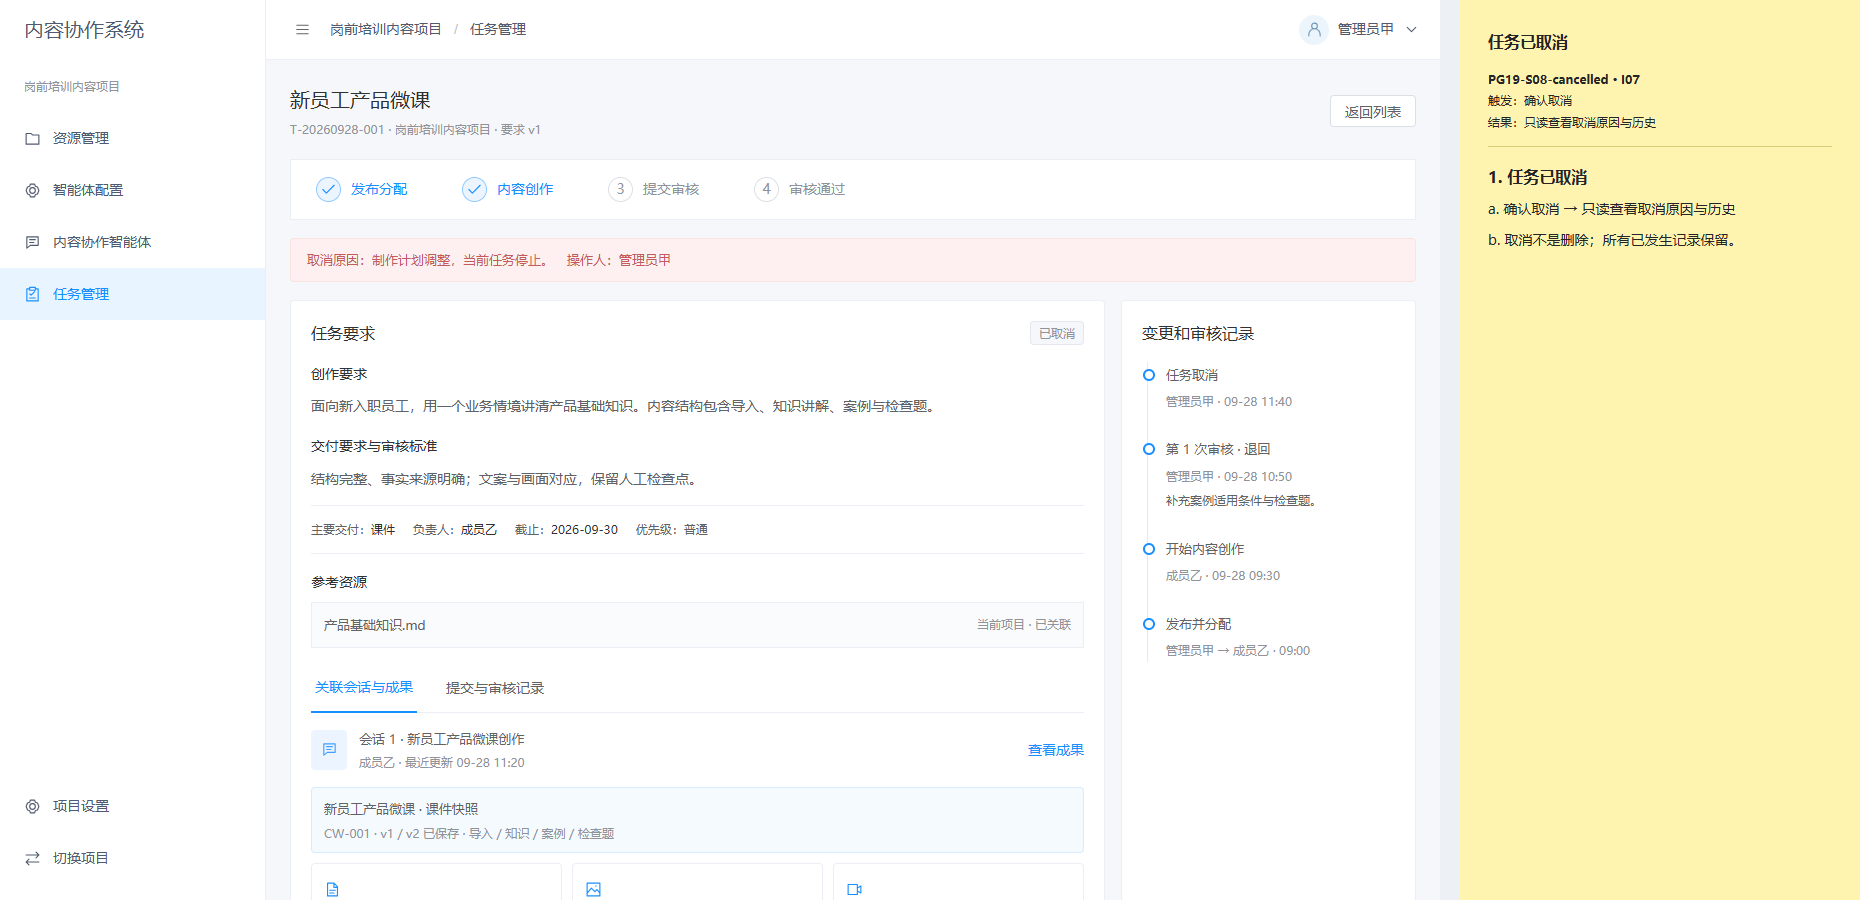 内容协作系统
岗前培训内容项目
资源管理
智能体配置
内容协作智能体
任务管理
项目设置
切换项目
岗前培训内容项目 / 任务管理
管理员甲
新员工产品微课
T-20260928-001 · 岗前培训内容项目 · 要求 v1
返回列表
发布分配
内容创作
3 提交审核
4 审核通过
取消原因：制作计划调整，当前任务停止。 操作人：管理员甲
任务要求
已取消
创作要求
面向新入职员工，用一个业务情境讲清产品基础知识。内容结构包含导入、知识讲解、案例与检查题。
交付要求与审核标准
结构完整、事实来源明确；文案与画面对应，保留人工检查点。
主要交付：课件 负责人：成员乙 截止：2026-09-30 优先级：普通
参考资源
产品基础知识.md
当前项目 · 已关联
关联会话与成果
提交与审核记录
会话 1 · 新员工产品微课创作
成员乙 · 最近更新 09-28 11:20
查看成果
新员工产品微课 · 课件快照
CW-001 · v1 / v2 已保存 · 导入 / 知识 / 案例 / 检查题
变更和审核记录
任务取消
管理员甲 · 09-28 11:40
第 1 次审核 · 退回
管理员甲 · 09-28 10:50
补充案例适用条件与检查题。
开始内容创作
成员乙 · 09-28 09:30
发布并分配
管理员甲 → 成员乙 · 09:00
任务已取消
PG19-S08-cancelled • I07
触发：确认取消
结果：只读查看取消原因与历史
1. 任务已取消
a. 确认取消 → 只读查看取消原因与历史
b. 取消不是删除；所有已发生记录保留。